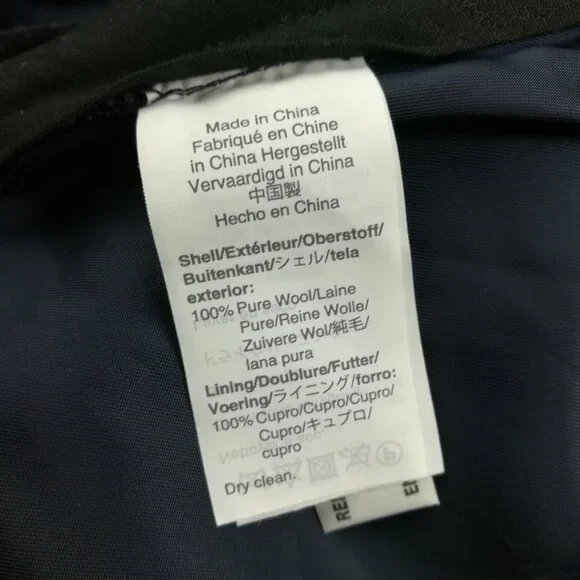 Made in China
Fabriqué en Chine
in China Hergestellt
Vervaardigd in China
中国製
Hecho en China
Shell/Extérieur/Oberstoff/
Buitenkant/シェル/tela
exterior:
100% Pure Wool/Laine
Pure/Reine Wolle/
Zuivere Wol/純毛/
lana pura
Lining/Doublure/Futter/
Voering/ライニング/forro:
100% Cupro/Cupro/Cupro/
Cupro/キュプロ/
cupro
Dry clean.